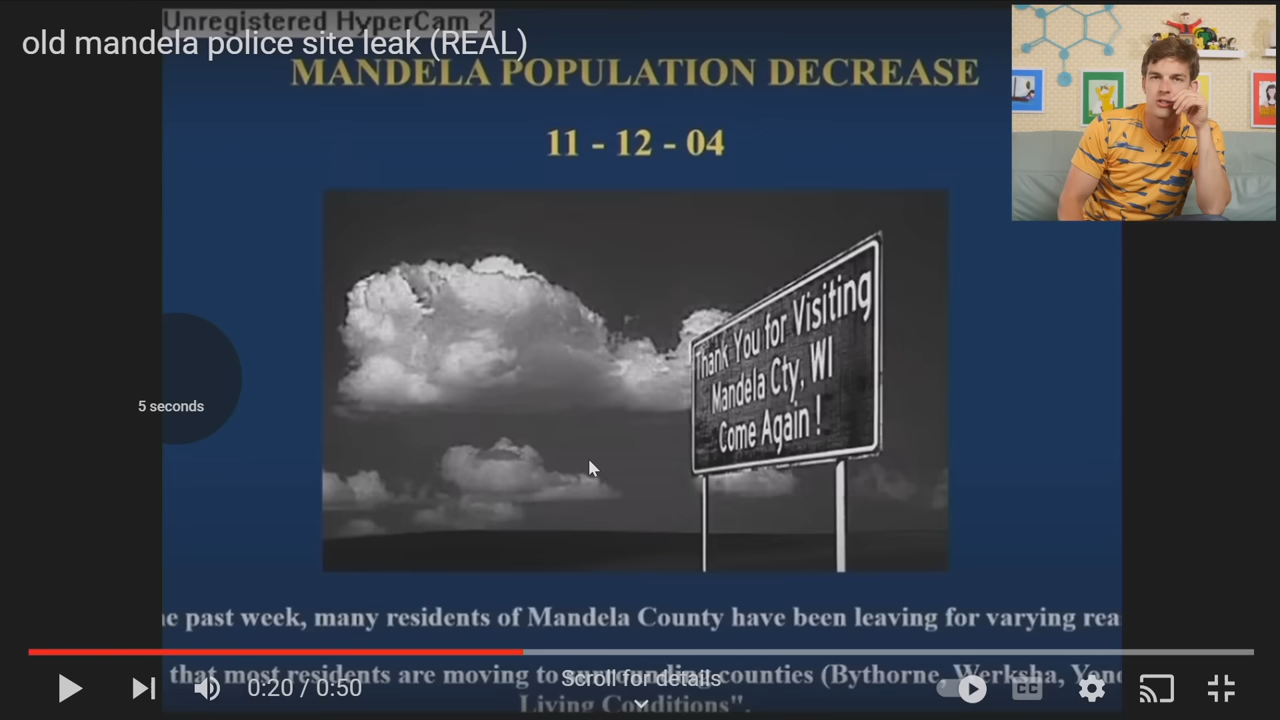 Unregistered HyperCam 2
old mandela police site leak (REAL)
MANDELA POPULATION DECREASE
11 - 12 - 04
Thank You for Visiting
Mandela Cty, WI
Come Again !
5 seconds
e past week, many residents of Mandela County have been leaving for varying rea
that most residents are moving to surrounding counties (Bythorne, Werksha, Yon
Scroll for details
Living Conditions".
0:20 / 0:50
CC